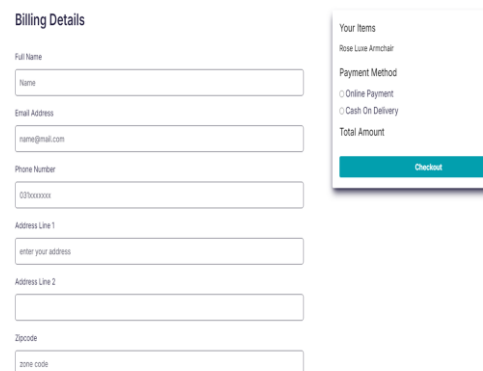 Billing Details
Full Name
Name
Email Address
name@mail.com
Phone Number
031xxxxxxx
Address Line 1
enter your address
Address Line 2
Zipcode
zone code
Your Items
Rose Luxe Armchair
Payment Method
Online Payment
Cash On Delivery
Total Amount
Checkout